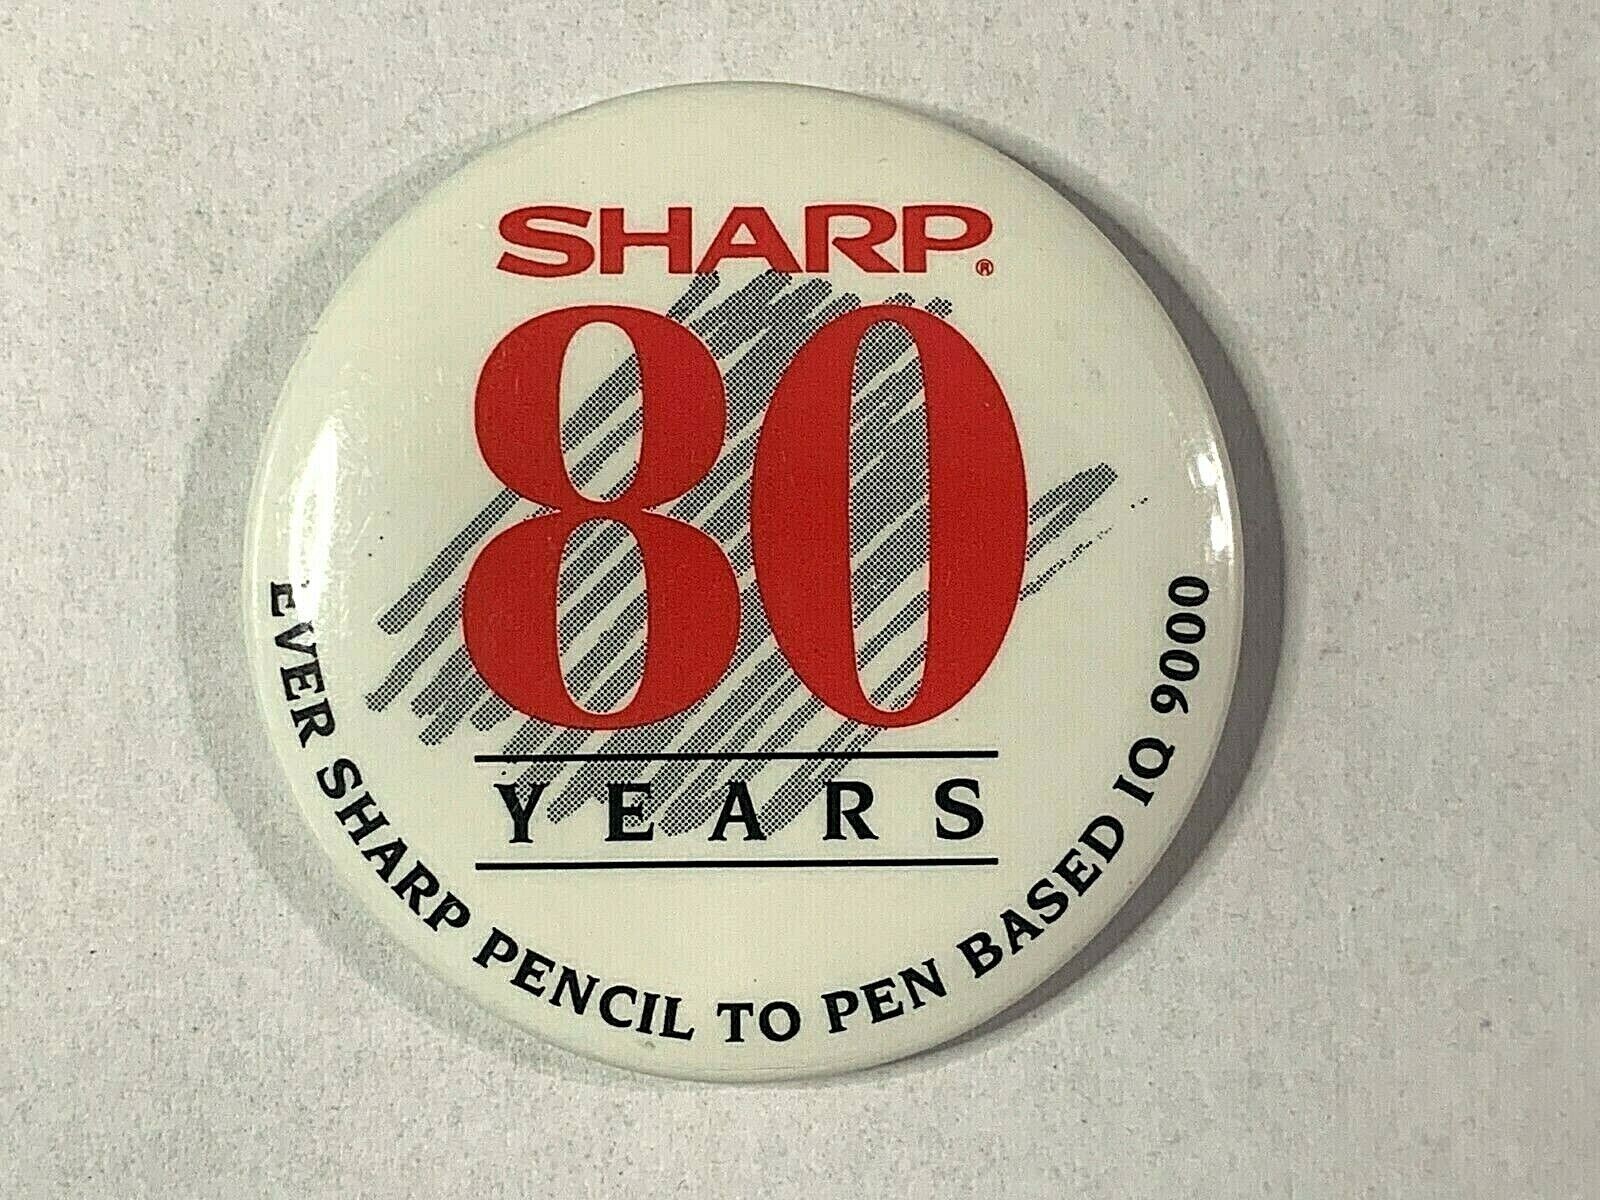 SHARP®
80
YEARS
EVER SHARP PENCIL TO PEN BASED IQ 9000